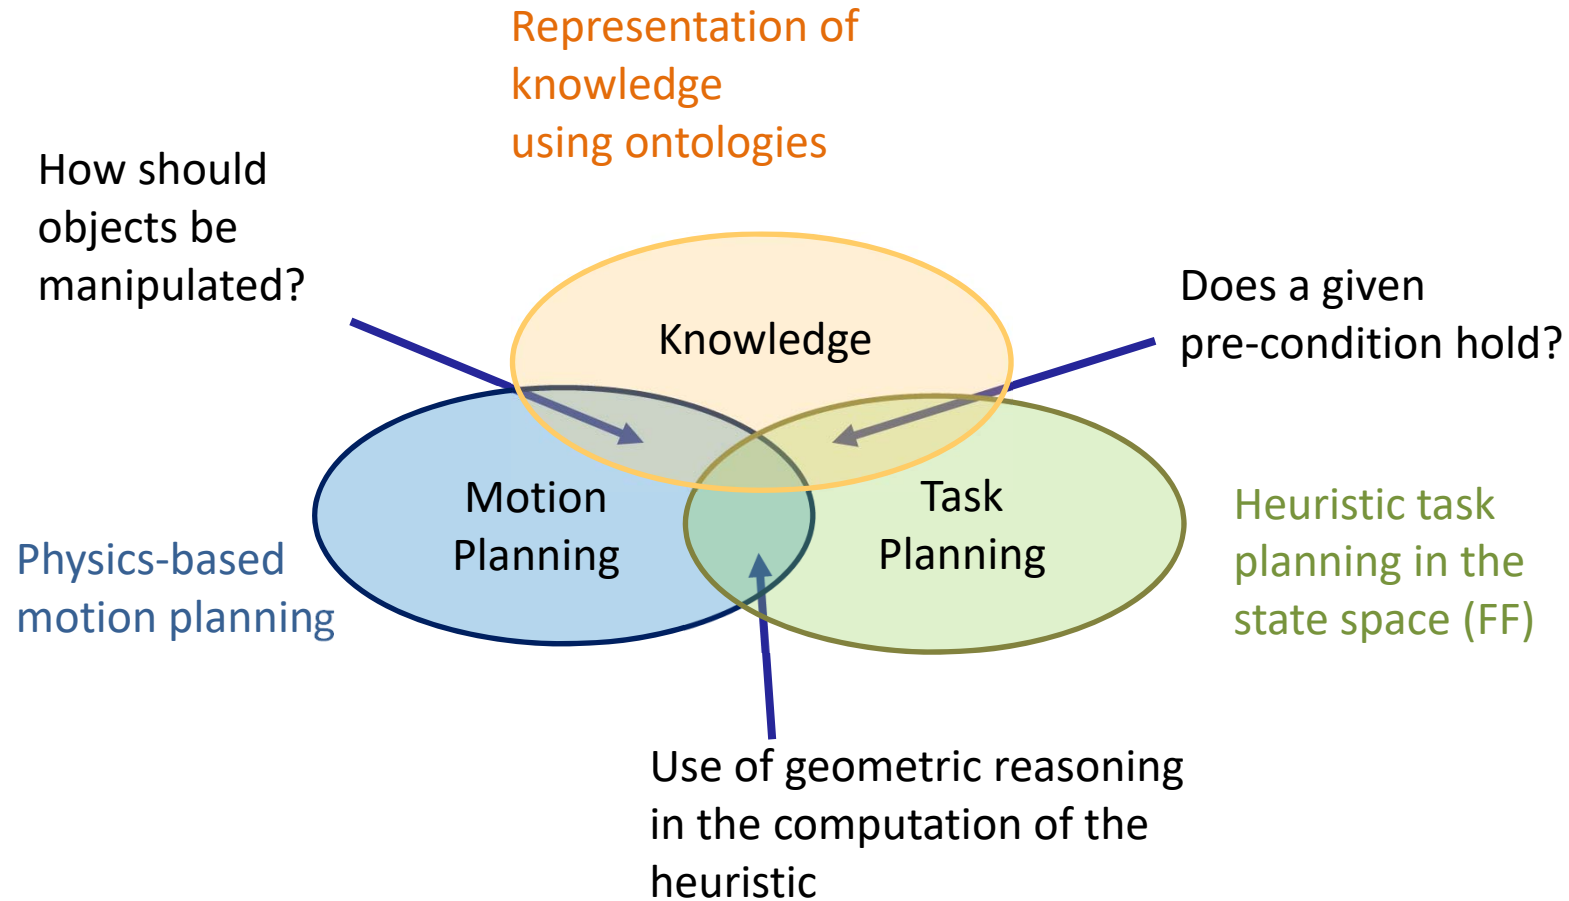 Representation of
knowledge
using ontologies
How should
objects be
manipulated?
Does a given
pre-condition hold?
Knowledge
Motion
Planning
Task
Planning
Physics-based
motion planning
Heuristic task
planning in the
state space (FF)
Use of geometric reasoning
in the computation of the
heuristic